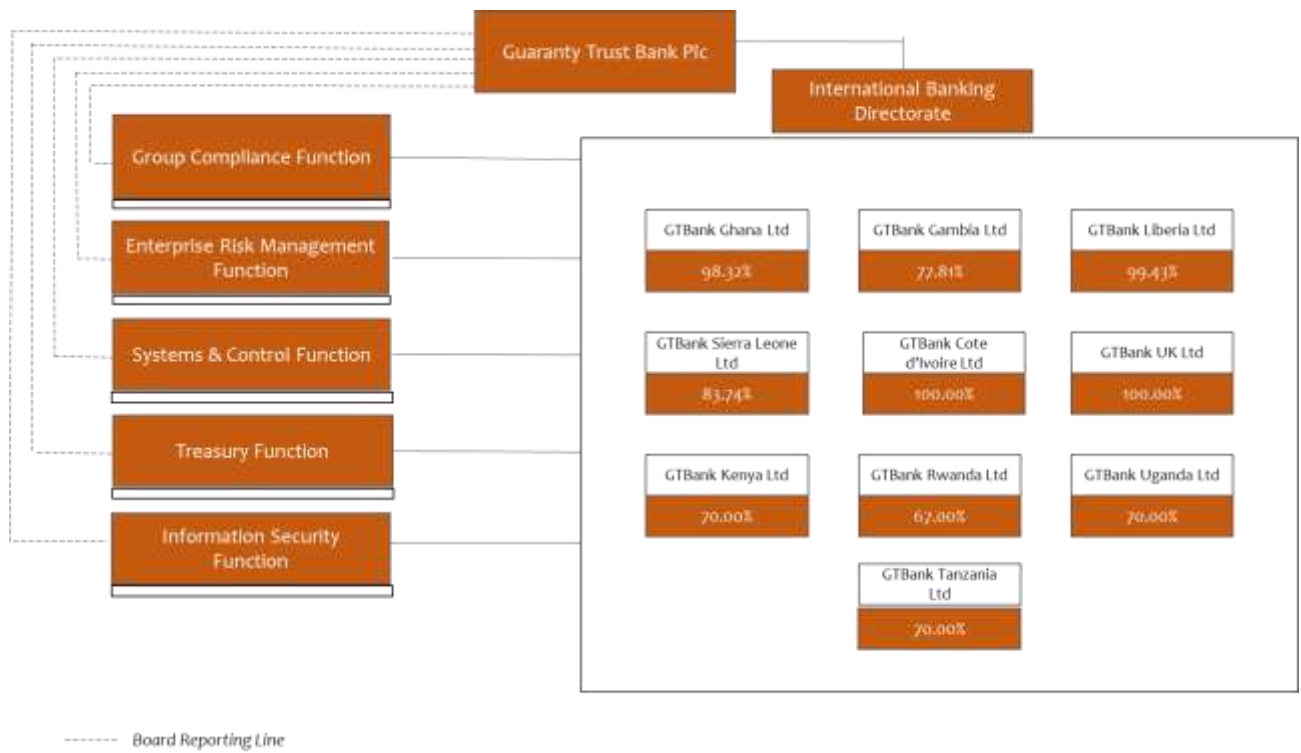 Guaranty Trust Bank Plc
International Banking
Directorate
Group Compliance Function
Enterprise Risk Management
Function
Systems & Control Function
Treasury Function
Information Security
Function
GTBank Ghana Ltd
98.32%
GTBank Gambia Ltd
77.81%
GTBank Liberia Ltd
99.43%
GTBank Sierra Leone
Ltd
83.74%
GTBank Cote
d'Ivoire Ltd
100.00%
GTBank UK Ltd
100.00%
GTBank Kenya Ltd
70.00%
GTBank Rwanda Ltd
67.00%
GTBank Uganda Ltd
70.00%
GTBank Tanzania
Ltd
70.00%
Board Reporting Line